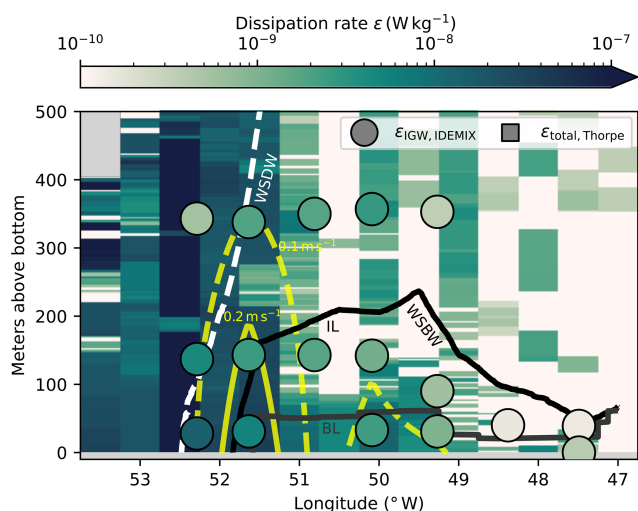 Dissipation rate ε (W kg⁻¹)
10⁻¹⁰ 10⁻⁹ 10⁻⁸ 10⁻⁷
ε_IGW, IDEMIX ε_total, Thorpe
500
400
300
200
100
0
Meters above bottom
WSDW
0.1 m s⁻¹
0.2 m s⁻¹
IL
WSBW
BL
53 52 51 50 49 48 47
Longitude (° W)